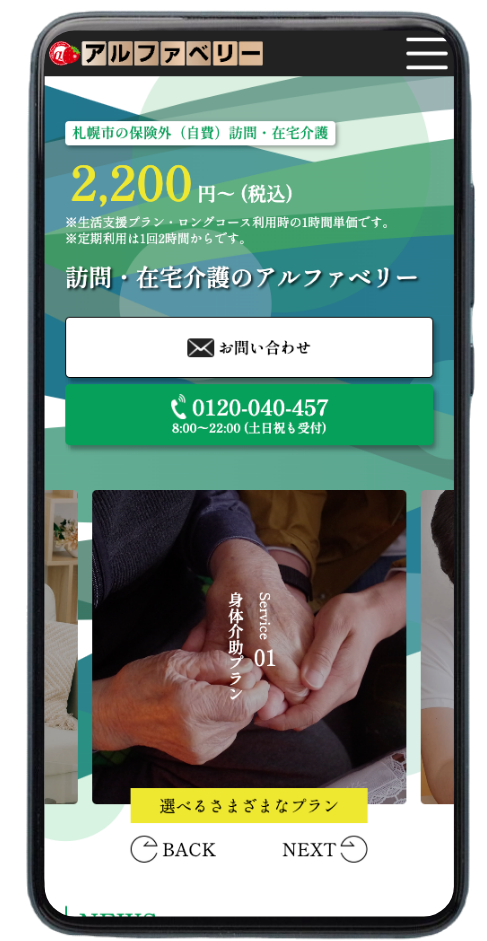 アルファベリー
札幌市の保険外（自費）訪問・在宅介護
2,200円〜 (税込)
※生活支援プラン・ロングコース利用時の1時間単価です。
※定期利用は1回2時間からです。
訪問・在宅介護のアルファベリー
お問い合わせ
0120-040-457
8:00〜22:00 (土日祝も受付)
Service 01
身体介助プラン
選べるさまざまなプラン
BACK
NEXT
NEWS